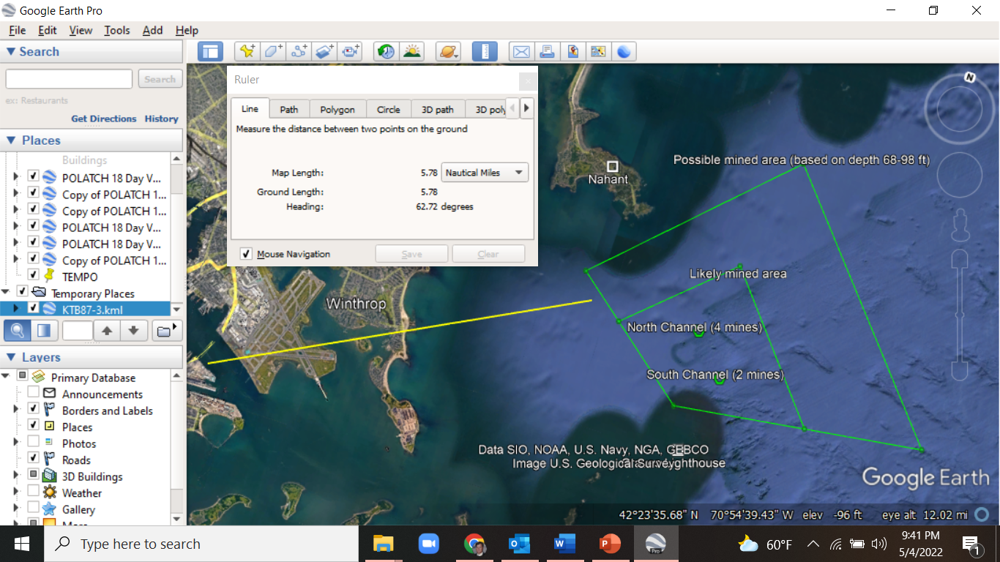 Google Earth Pro
File Edit View Tools Add Help
Search
Search
ex: Restaurants
Get Directions History
Places
Buildings
POLATCH 18 Day V...
Copy of POLATCH 1...
Copy of POLATCH 1...
POLATCH 18 Day V...
POLATCH 18 Day V...
Copy of POLATCH 1...
TEMPO
Temporary Places
KTB87-3.kml
Layers
Primary Database
Announcements
Borders and Labels
Places
Photos
Roads
3D Buildings
Weather
Gallery
Ruler
Line Path Polygon Circle 3D path 3D poly
Measure the distance between two points on the ground
Map Length: 5.78 Nautical Miles
Ground Length: 5.78
Heading: 62.72 degrees
Mouse Navigation Save Clear
N
Nahant
Possible mined area (based on depth 68-98 ft)
Likely mined area
Winthrop
North Channel (4 mines)
South Channel (2 mines)
Data SIO, NOAA, U.S. Navy, NGA, GEBCO
Image U.S. Geological Survey
Google Earth
42°23'35.68" N 70°54'39.43" W elev -96 ft eye alt 12.02 mi
Type here to search
60°F
9:41 PM
5/4/2022
1
Pro